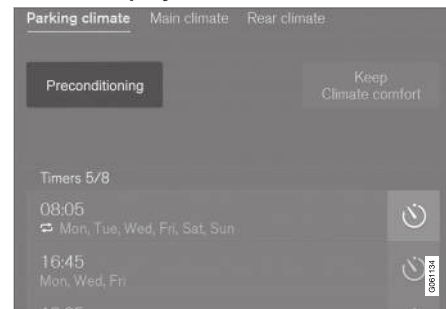 Parking climate Main climate Rear climate
Preconditioning
Keep
Climate comfort
Timers 5/8
08:05
Mon, Tue, Wed, Fri, Sat, Sun
16:45
Mon, Wed, Fri
G061134